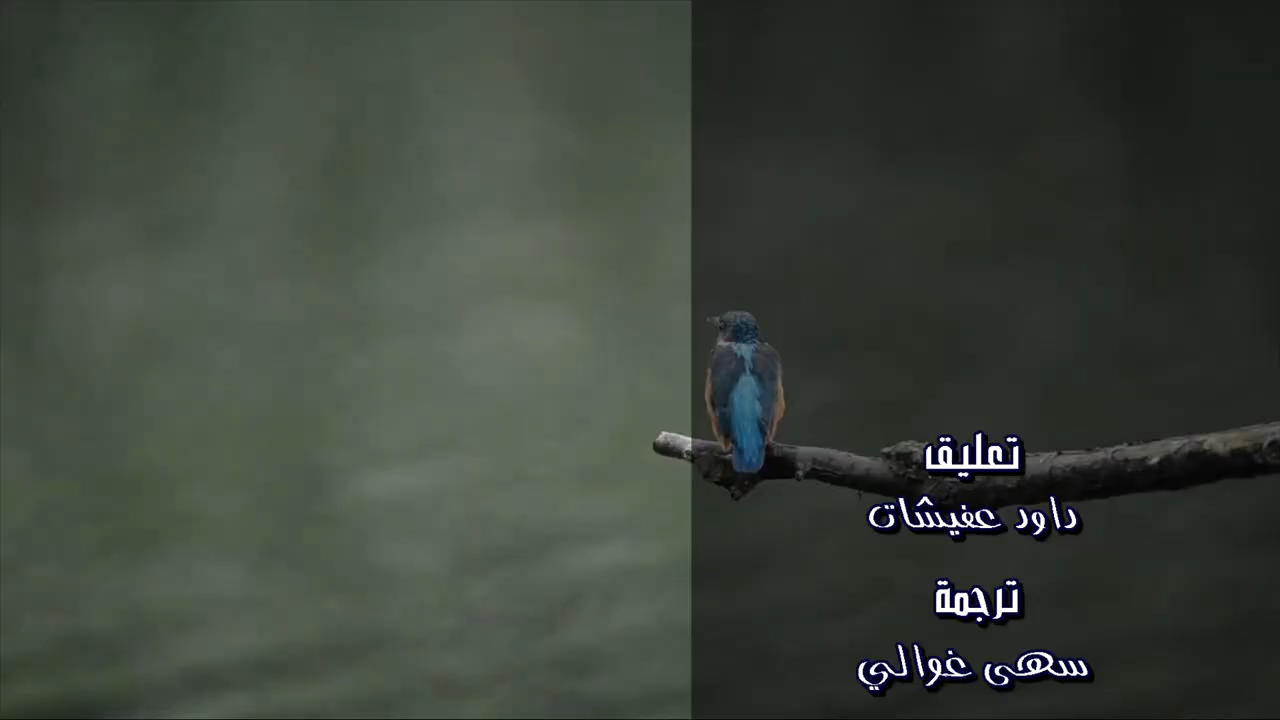 تعليق
داود عفيشات
ترجمة
سهى غوالي